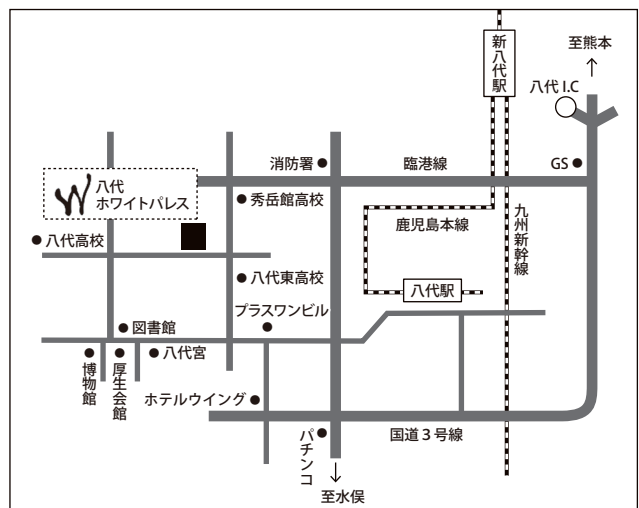 新八代駅
至熊本
八代 I.C
消防署
臨港線
GS
W
八代
ホワイトパレス
秀岳館高校
鹿児島本線
九州新幹線
八代高校
八代東高校
八代駅
プラスワンビル
図書館
博物館
厚生会館
八代宮
ホテルウイング
パチンコ
国道３号線
至水俣